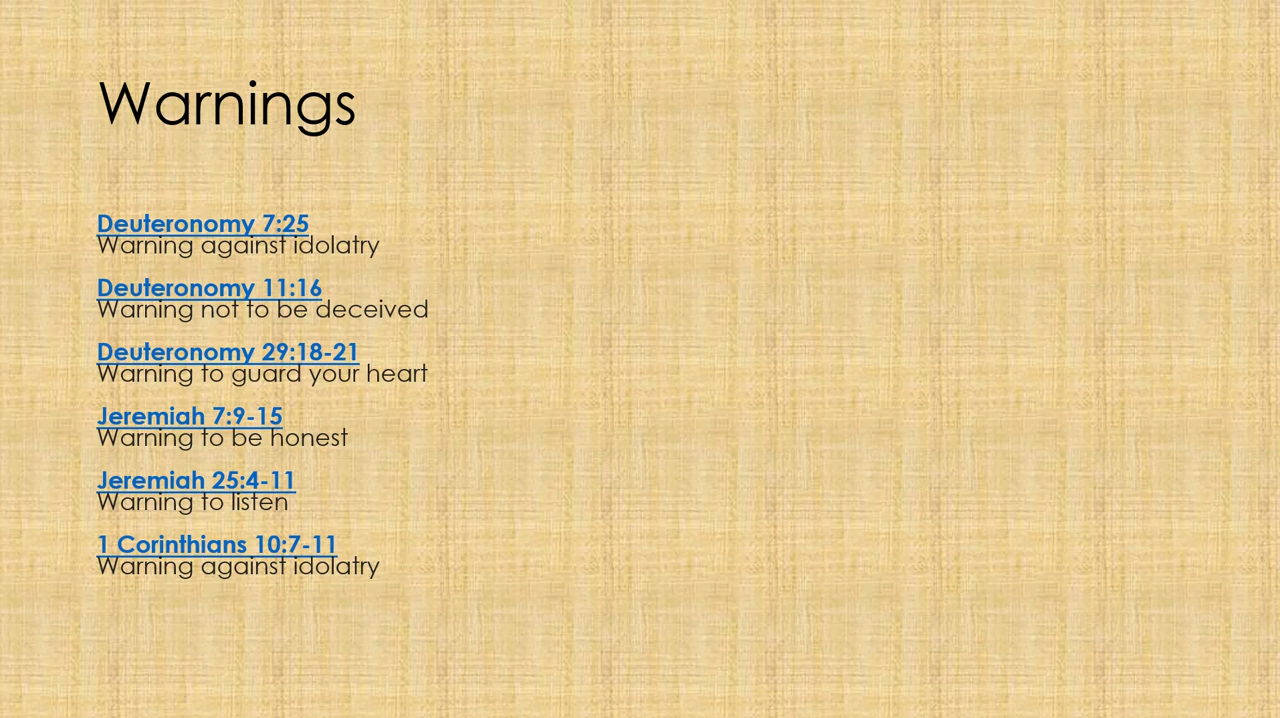 Warnings
Deuteronomy 7:25
Warning against idolatry
Deuteronomy 11:16
Warning not to be deceived
Deuteronomy 29:18-21
Warning to guard your heart
Jeremiah 7:9-15
Warning to be honest
Jeremiah 25:4-11
Warning to listen
1 Corinthians 10:7-11
Warning against idolatry